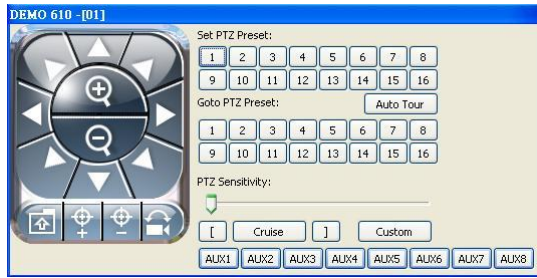 DEMO 610 -[01]
Set PTZ Preset:
1 2 3 4 5 6 7 8
9 10 11 12 13 14 15 16
Goto PTZ Preset: Auto Tour
1 2 3 4 5 6 7 8
9 10 11 12 13 14 15 16
PTZ Sensitivity:
[ Cruise ] Custom
AUX1 AUX2 AUX3 AUX4 AUX5 AUX6 AUX7 AUX8